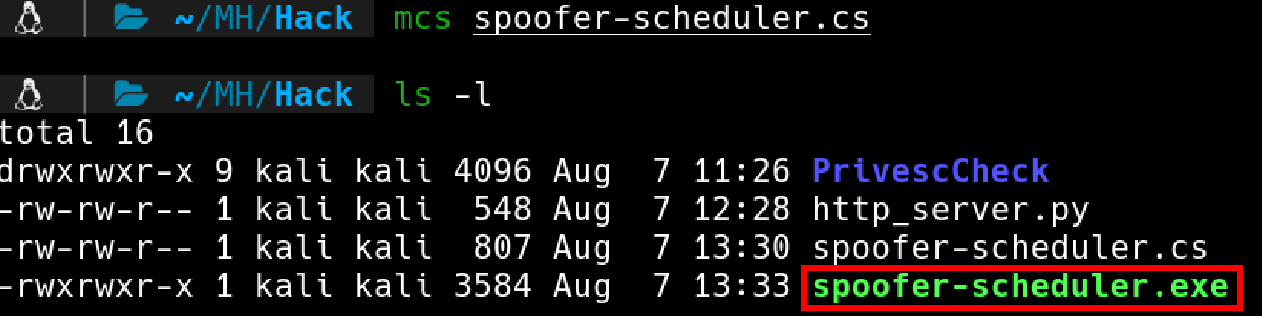 ~/MH/Hack mcs spoofer-scheduler.cs
~/MH/Hack ls -l
total 16
drwxrwxr-x 9 kali kali 4096 Aug  7 11:26 PrivescCheck
-rw-rw-r-- 1 kali kali  548 Aug  7 12:28 http_server.py
-rw-rw-r-- 1 kali kali  807 Aug  7 13:30 spoofer-scheduler.cs
-rwxrwxr-x 1 kali kali 3584 Aug  7 13:33 spoofer-scheduler.exe